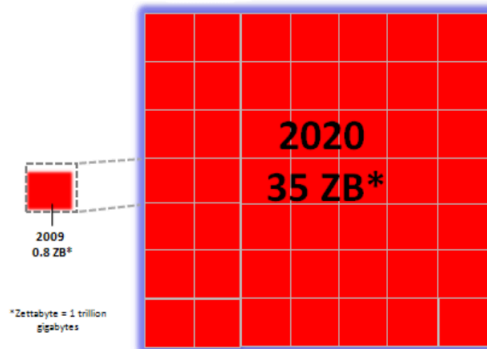 2020
35 ZB*
2009
0.8 ZB*
*Zettabyte = 1 trillion
gigabytes